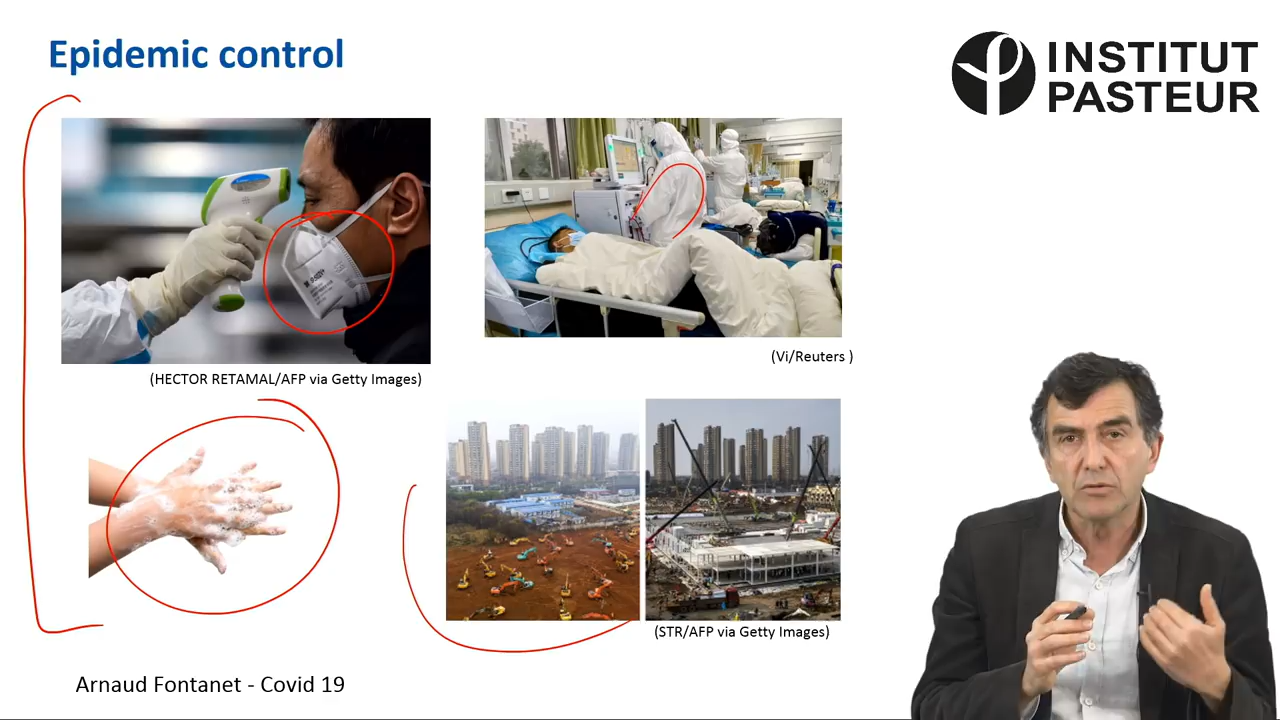 Epidemic control
INSTITUT
PASTEUR
(Vi/Reuters )
(HECTOR RETAMAL/AFP via Getty Images)
(STR/AFP via Getty Images)
Arnaud Fontanet - Covid 19